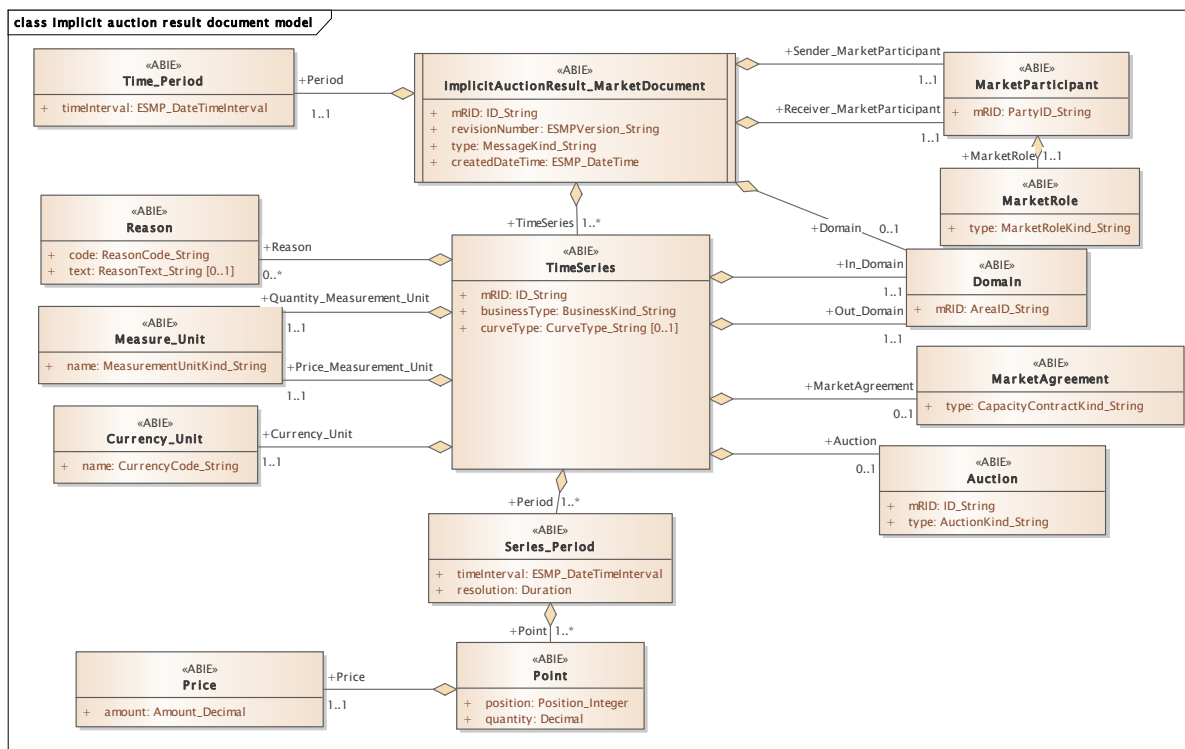 class Implicit auction result document model
«ABIE»
Time_Period
+ timeInterval: ESMP_DateTimeInterval
+Period
1..1
«ABIE»
ImplicitAuctionResult_MarketDocument
+ mRID: ID_String
+ revisionNumber: ESMPVersion_String
+ type: MessageKind_String
+ createdDateTime: ESMP_DateTime
+Sender_MarketParticipant
1..1
+Receiver_MarketParticipant
1..1
«ABIE»
MarketParticipant
+ mRID: PartyID_String
+MarketRole 1..1
«ABIE»
MarketRole
+ type: MarketRoleKind_String
+TimeSeries 1..*
+Domain 0..1
«ABIE»
Reason
+ code: ReasonCode_String
+ text: ReasonText_String [0..1]
+Reason
0..*
«ABIE»
TimeSeries
+ mRID: ID_String
+ businessType: BusinessKind_String
+ curveType: CurveType_String [0..1]
+In_Domain
1..1
+Out_Domain
1..1
«ABIE»
Domain
+ mRID: AreaID_String
+Quantity_Measurement_Unit
1..1
«ABIE»
Measure_Unit
+ name: MeasurementUnitKind_String
+Price_Measurement_Unit
1..1
+MarketAgreement
0..1
«ABIE»
MarketAgreement
+ type: CapacityContractKind_String
«ABIE»
Currency_Unit
+ name: CurrencyCode_String
+Currency_Unit
1..1
+Auction
0..1
«ABIE»
Auction
+ mRID: ID_String
+ type: AuctionKind_String
+Period 1..*
«ABIE»
Series_Period
+ timeInterval: ESMP_DateTimeInterval
+ resolution: Duration
+Point 1..*
«ABIE»
Price
+ amount: Amount_Decimal
+Price
1..1
«ABIE»
Point
+ position: Position_Integer
+ quantity: Decimal